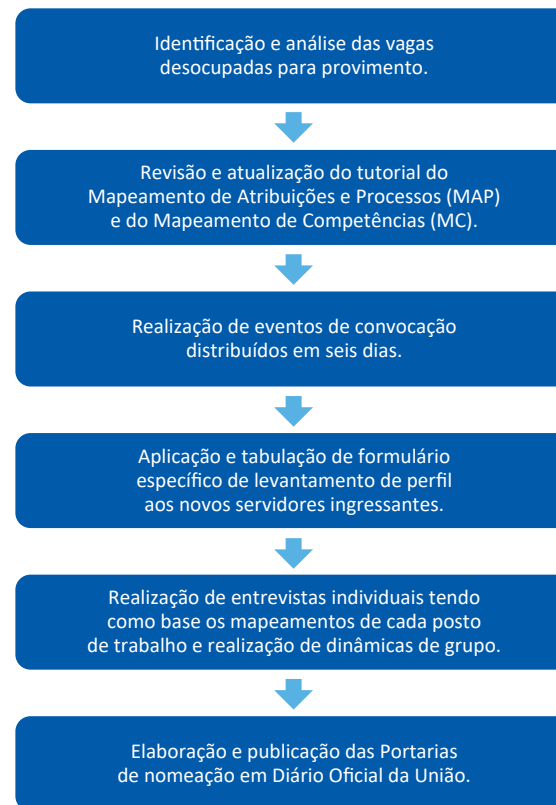 Identificação e análise das vagas
desocupadas para provimento.
Revisão e atualização do tutorial do
Mapeamento de Atribuições e Processos (MAP)
e do Mapeamento de Competências (MC).
Realização de eventos de convocação
distribuídos em seis dias.
Aplicação e tabulação de formulário
específico de levantamento de perfil
aos novos servidores ingressantes.
Realização de entrevistas individuais tendo
como base os mapeamentos de cada posto
de trabalho e realização de dinâmicas de grupo.
Elaboração e publicação das Portarias
de nomeação em Diário Oficial da União.